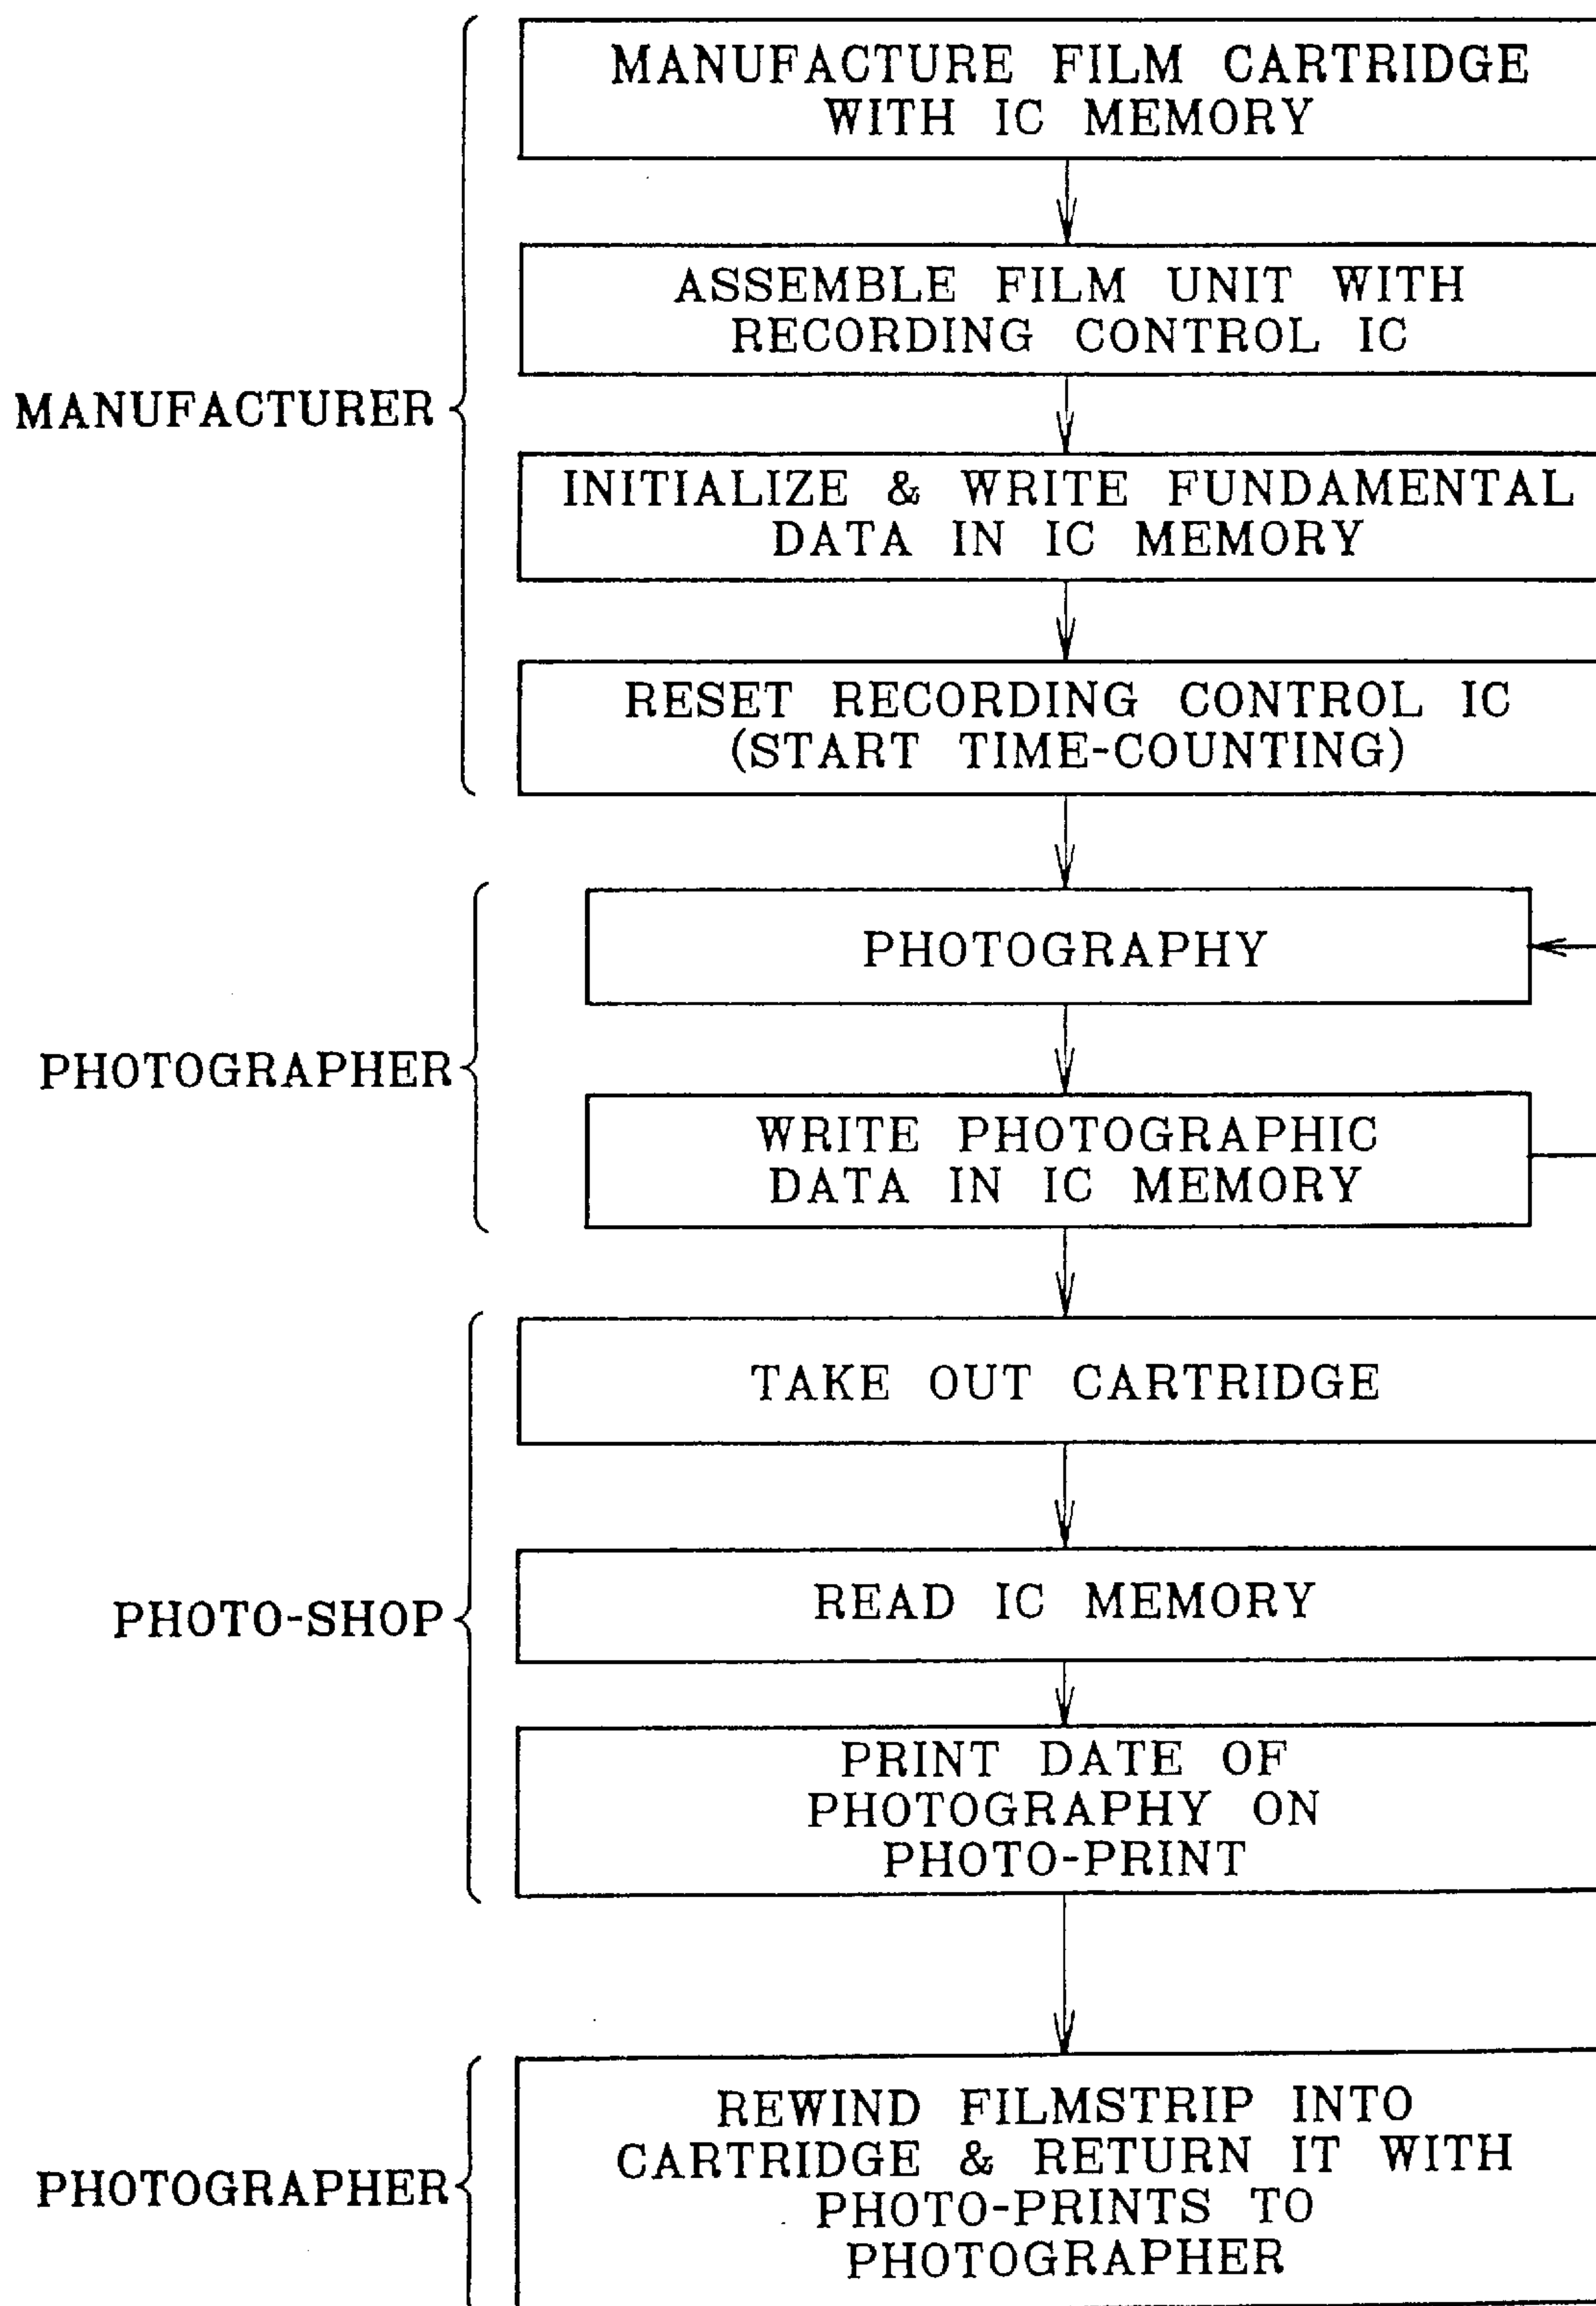 MANUFACTURE FILM CARTRIDGE
WITH IC MEMORY
ASSEMBLE FILM UNIT WITH
RECORDING CONTROL IC
MANUFACTURER
INITIALIZE & WRITE FUNDAMENTAL
DATA IN IC MEMORY
RESET RECORDING CONTROL IC
(START TIME-COUNTING)
PHOTOGRAPHY
PHOTOGRAPHER
WRITE PHOTOGRAPHIC
DATA IN IC MEMORY
TAKE OUT CARTRIDGE
PHOTO-SHOP
READ IC MEMORY
PRINT DATE OF
PHOTOGRAPHY ON
PHOTO-PRINT
PHOTOGRAPHER
REWIND FILMSTRIP INTO
CARTRIDGE & RETURN IT WITH
PHOTO-PRINTS TO
PHOTOGRAPHER